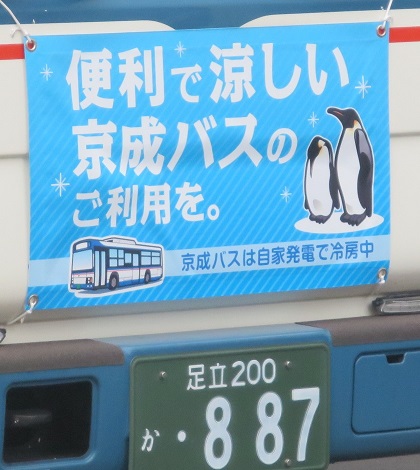 便利で涼しい
京成バスの
ご利用を。
京成バスは自家発電で冷房中
足立200
か ・887